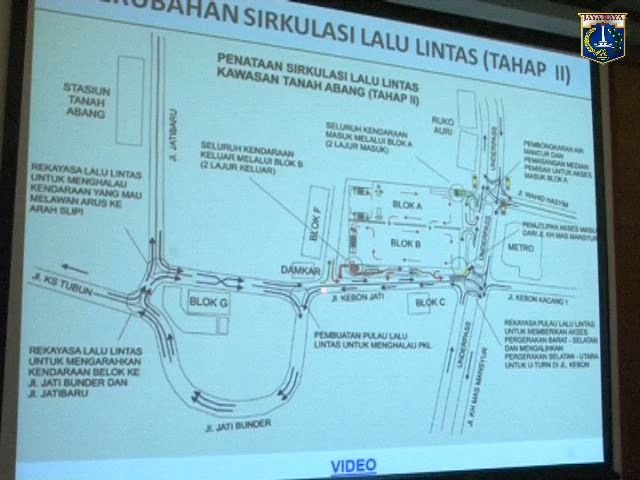 RUBAHAN SIRKULASI LALU LINTAS (TAHAP II)
JAYA RAYA
PENATAAN SIRKULASI LALU LINTAS
KAWASAN TANAH ABANG (TAHAP II)
STASIUN
TANAH
ABANG
JL. JATIBARU
SELURUH KENDARAAN
KELUAR MELALUI BLOK B
(2 LAJUR KELUAR)
SELURUH KENDARAAN
MASUK MELALUI BLOK A
(2 LAJUR MASUK)
RUKO
AURI
UNDERPASS
PEMBONGKARAN AIR
MANCUR DAN
PEMASANGAN MEDIAN
PEMISAH UNTUK AKSES
MASUK BLOK A
REKAYASA LALU LINTAS
UNTUK MENGHALAU
KENDARAAN YANG MAU
MELAWAN ARUS KE
ARAH SLIPI
BLOK F
BLOK A
BLOK B
JL. WAHID HASYIM
UNDERPASS
PENUTUPAN AKSES MASU
DARI JL. KH MAS MANSYUR
METRO
DAMKAR
JL. KS TUBUN
BLOK G
JL. KEBON JATI
BLOK C
JL. KEBON KACANG 1
PEMBUATAN PULAU LALU
LINTAS UNTUK MENGHALAU PKL
REKAYASA PULAU LALU LINTAS
UNTUK MEMBERIKAN AKSES
PERGERAKAN BARAT - SELATAN
DAN MENGALIHKAN
PERGERAKAN SELATAN - UTARA
UNTUK U-TURN DI JL. KEBON
REKAYASA LALU LINTAS
UNTUK MENGARAHKAN
KENDARAAN BELOK KE
JL. JATI BUNDER DAN
JL. JATIBARU
UNDERPASS
JL. KH MAS MANSYUR
JL. JATI BUNDER
VIDEO